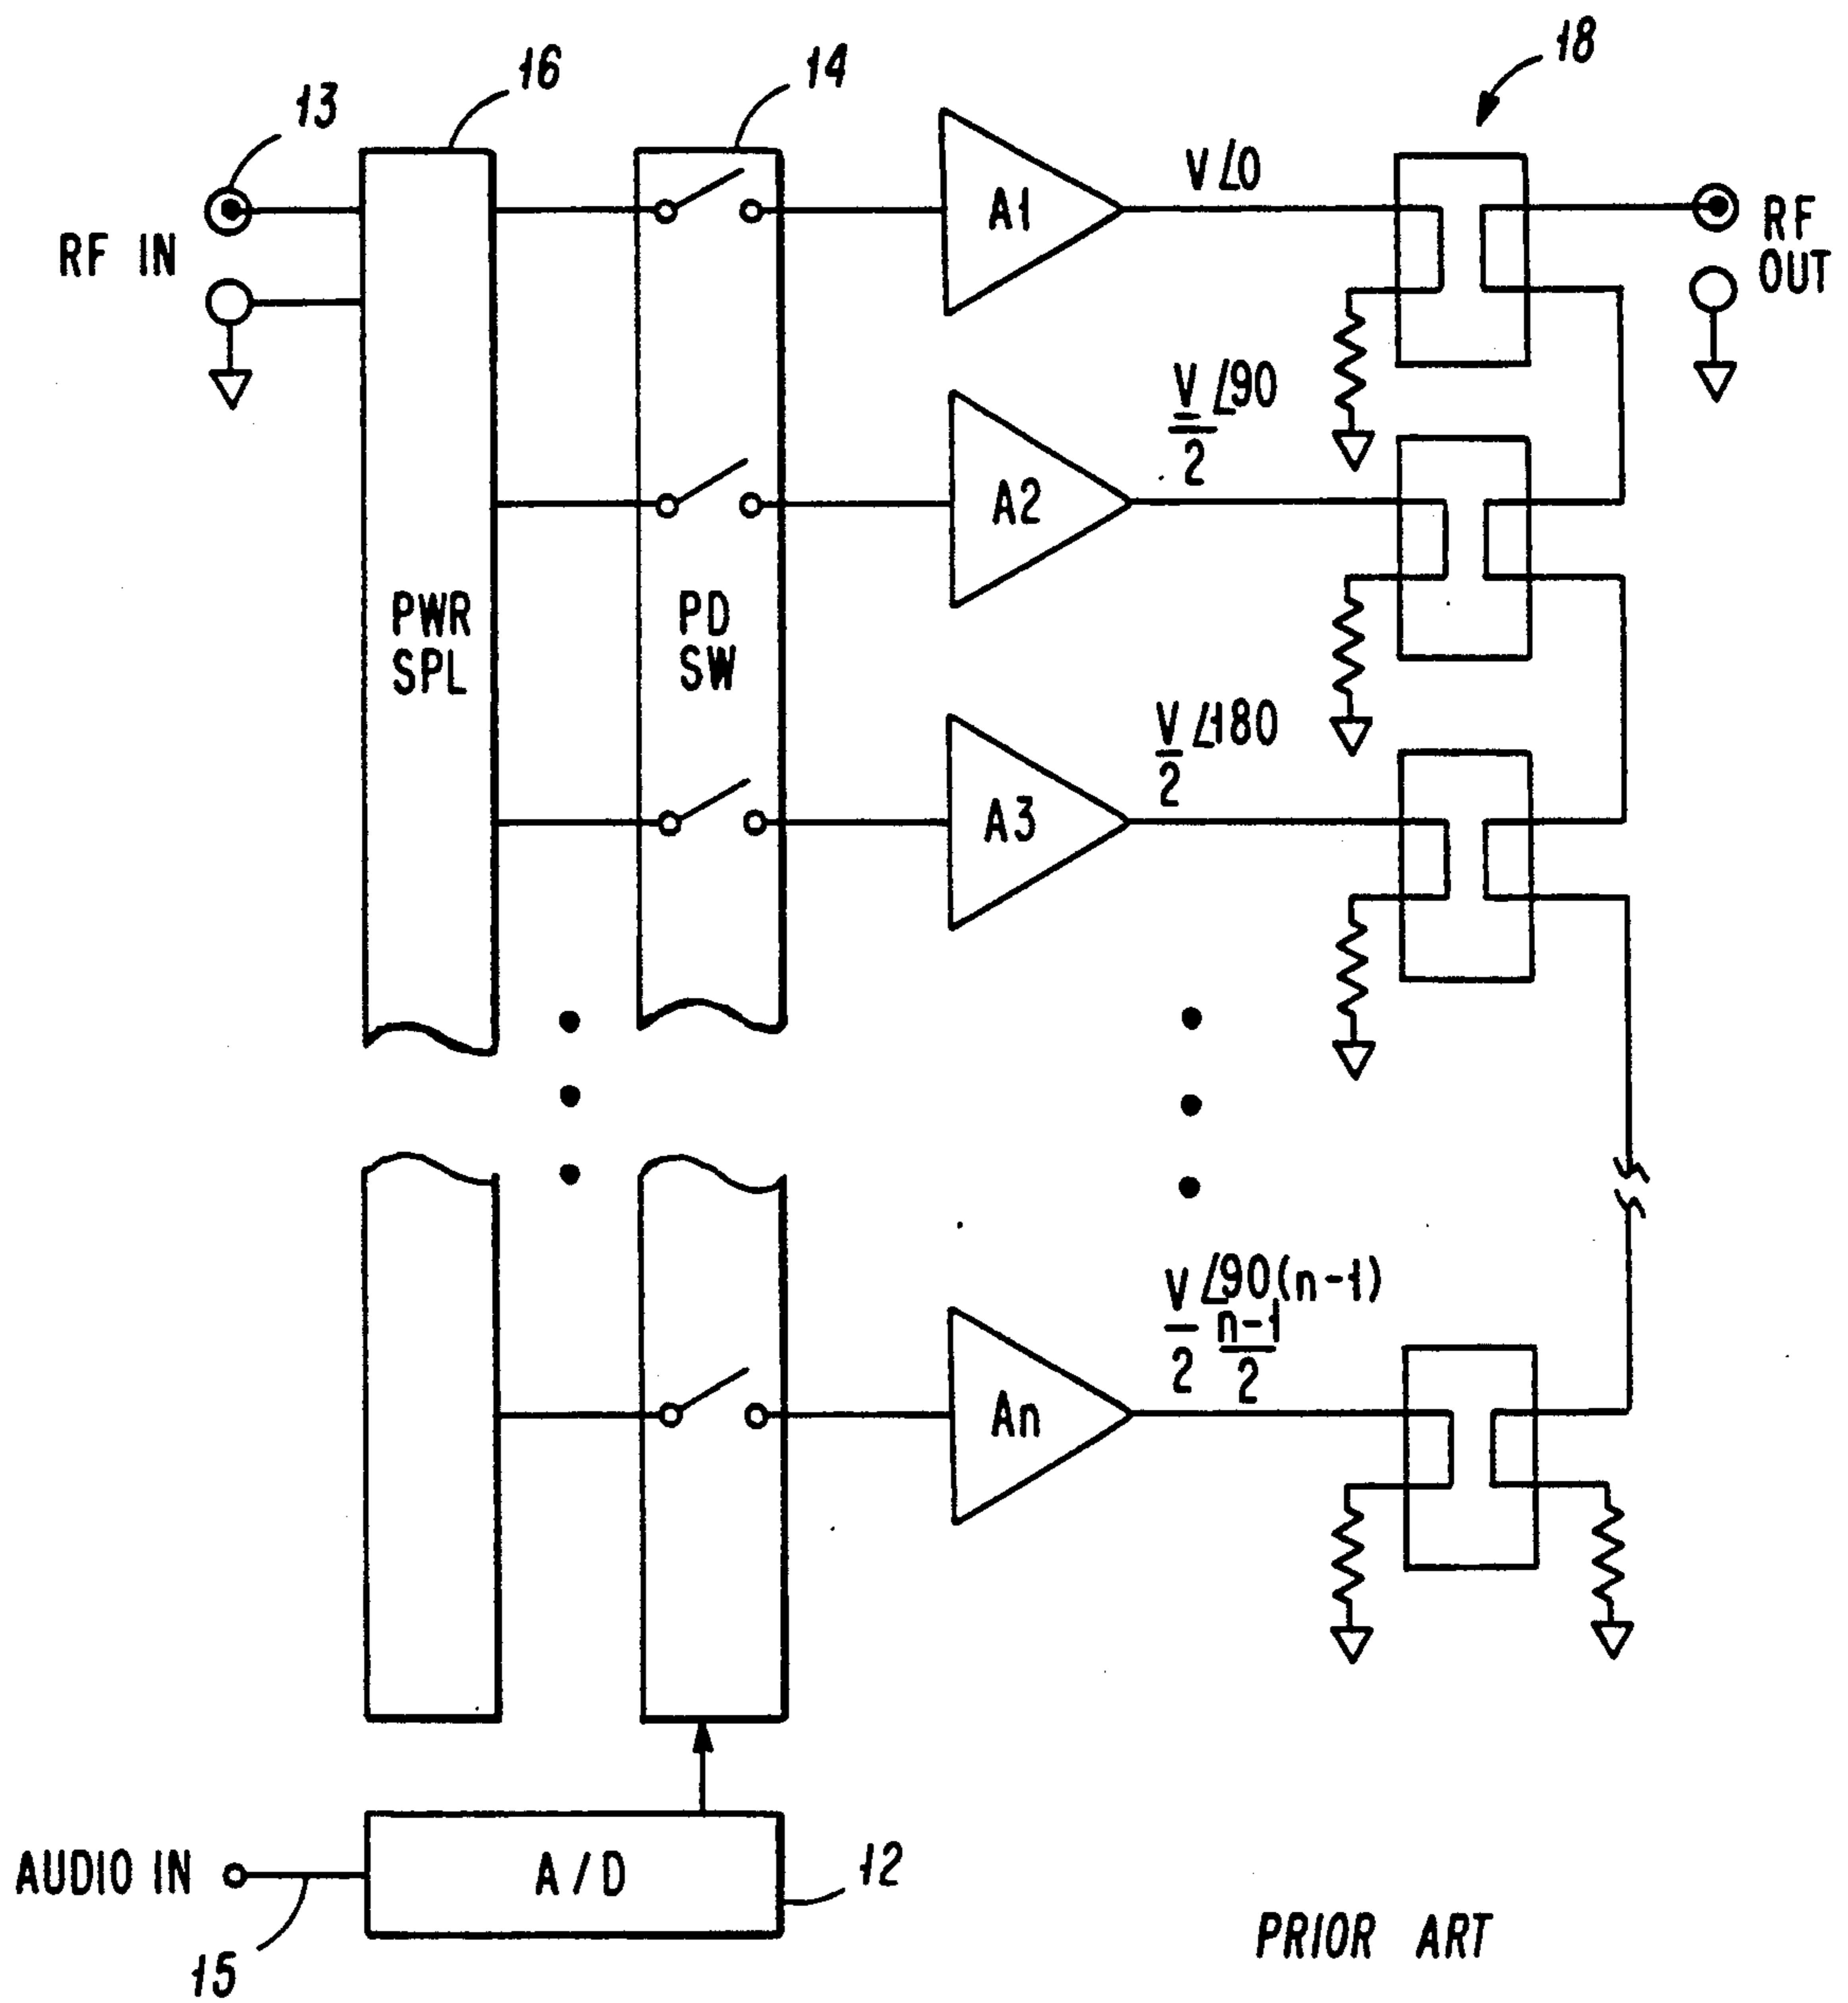 13
16
14
18
RF IN
RF
OUT
PWR
SPL
PD
SW
A1
V∠0
A2
V∠90
2
A3
V∠180
2
An
V∠90(n-1)
2 n-1
2
AUDIO IN
A/D
12
15
PRIOR ART